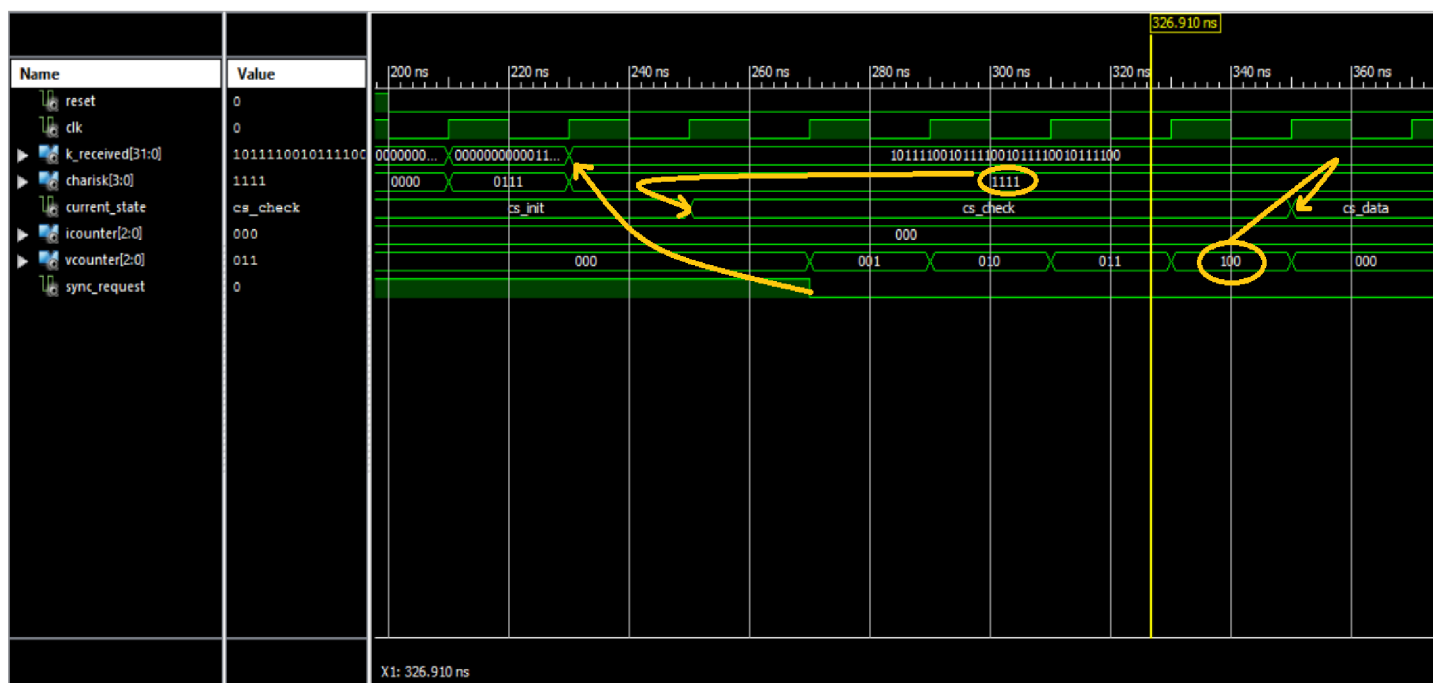 326.910 ns
Name Value 200 ns 220 ns 240 ns 260 ns 280 ns 300 ns 320 ns 340 ns 360 ns
reset 0
clk 0
k_received[31:0] 1011110010111100 0000000... 0000000000011... 10111100101111001011110010111100
charisk[3:0] 1111 0000 0111 1111
current_state cs_check cs_init cs_check cs_data
icounter[2:0] 000 000
vcounter[2:0] 011 000 001 010 011 100 000
sync_request 0
X1: 326.910 ns